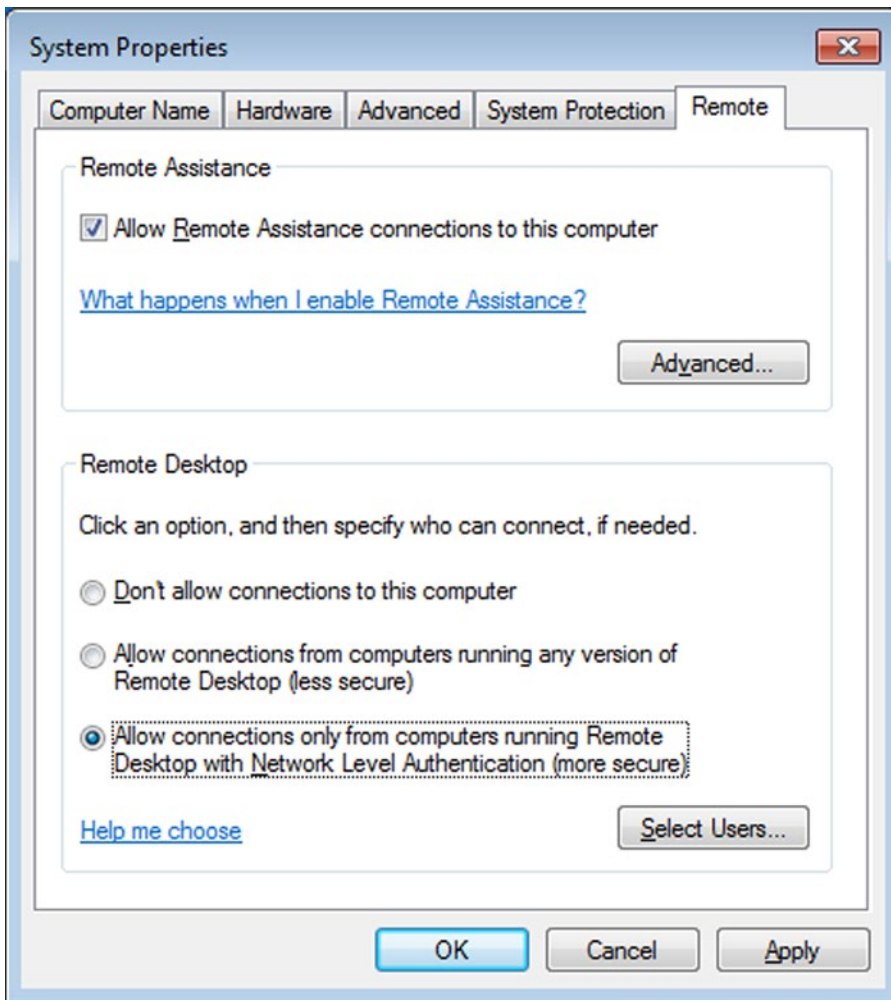 System Properties
Computer Name
Hardware
Advanced
System Protection
Remote
Remote Assistance
Allow Remote Assistance connections to this computer
What happens when I enable Remote Assistance?
Advanced...
Remote Desktop
Click an option, and then specify who can connect, if needed.
Don't allow connections to this computer
Allow connections from computers running any version of
Remote Desktop (less secure)
Allow connections only from computers running Remote
Desktop with Network Level Authentication (more secure)
Help me choose
Select Users...
OK
Cancel
Apply